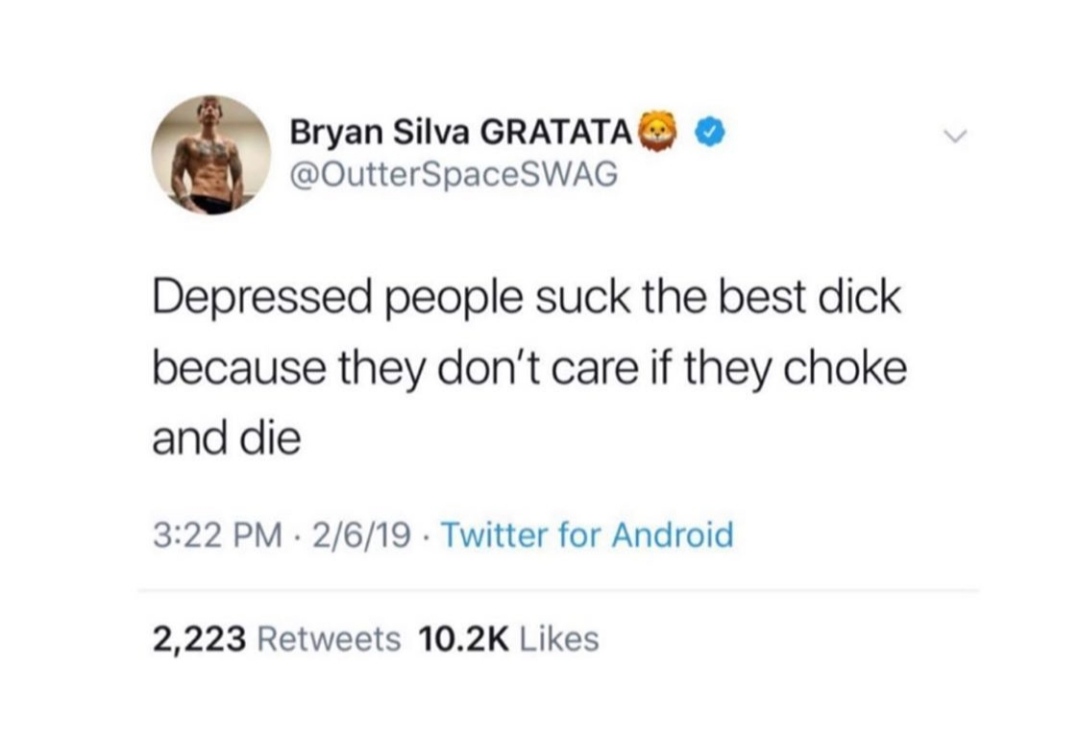 Bryan Silva GRATATA🦁
@OutterSpaceSWAG
Depressed people suck the best dick
because they don't care if they choke
and die
3:22 PM · 2/6/19 · Twitter for Android
2,223 Retweets 10.2K Likes